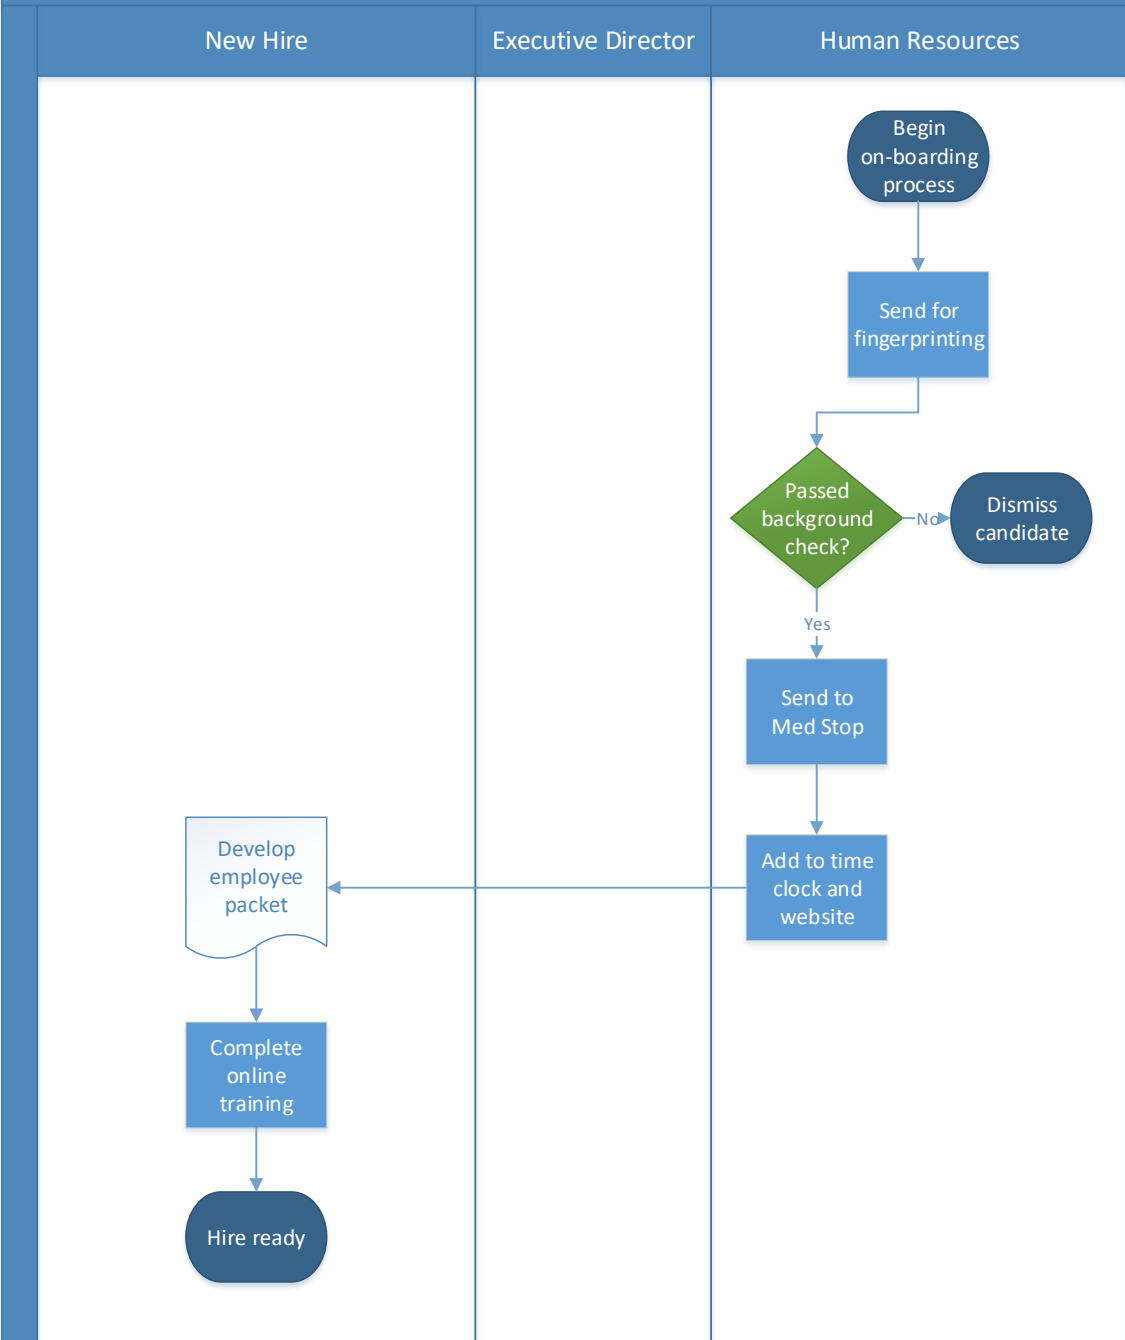 New Hire
Executive Director
Human Resources
Begin
on-boarding
process
Send for
fingerprinting
Passed
background
check?
No
Dismiss
candidate
Yes
Send to
Med Stop
Add to time
clock and
website
Develop
employee
packet
Complete
online
training
Hire ready